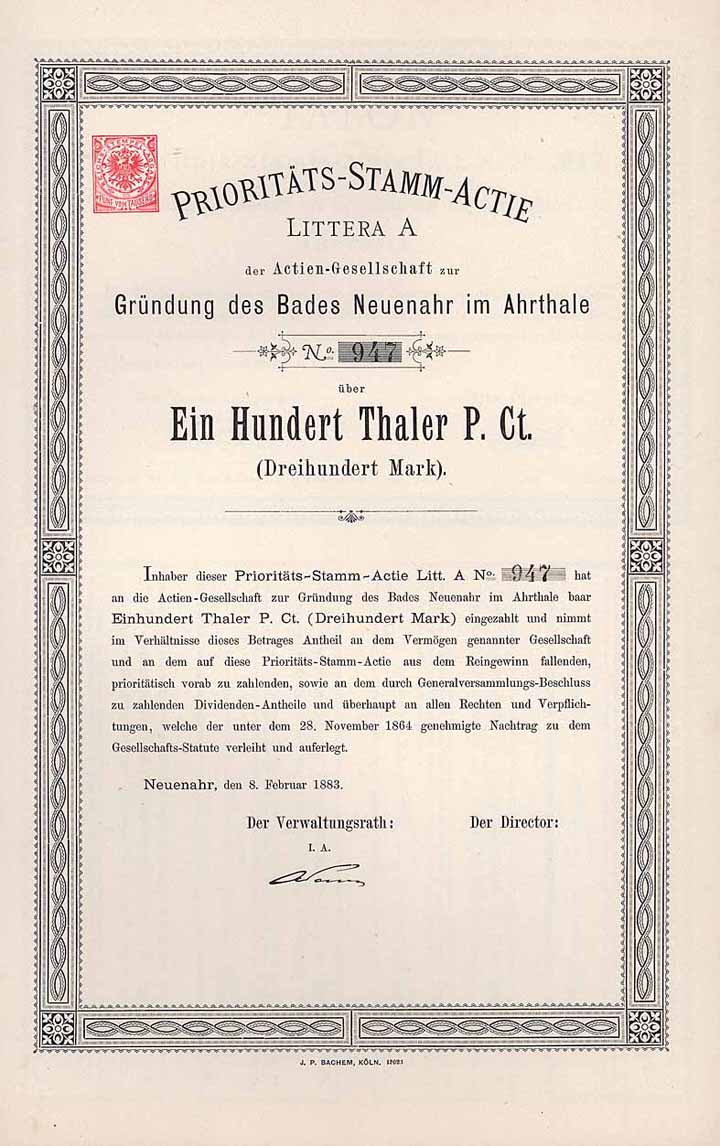 PRIORITÄTS-STAMM-ACTIE
LITTERA A
der Actien-Gesellschaft zur
Gründung des Bades Neuenahr im Ahrthale
No. 947
über
Ein Hundert Thaler P. Ct.
(Dreihundert Mark).
Inhaber dieser Prioritäts-Stamm-Actie Litt. A No. 947 hat
an die Actien-Gesellschaft zur Gründung des Bades Neuenahr im Ahrthale baar
Einhundert Thaler P. Ct. (Dreihundert Mark) eingezahlt und nimmt
im Verhältnisse dieses Betrages Antheil an dem Vermögen genannter Gesellschaft
und an dem auf diese Prioritäts-Stamm-Actie aus dem Reingewinn fallenden,
prioritätisch vorab zu zahlenden, sowie an dem durch Generalversammlungs-Beschluss
zu zahlenden Dividenden-Antheile und überhaupt an allen Rechten und Verpflich-
tungen, welche der unter dem 28. November 1864 genehmigte Nachtrag zu dem
Gesellschafts-Statute verleiht und auferlegt.
Neuenahr, den 8. Februar 1883.
Der Verwaltungsrath: Der Director:
I. A.
J. P. BACHEM, KÖLN.